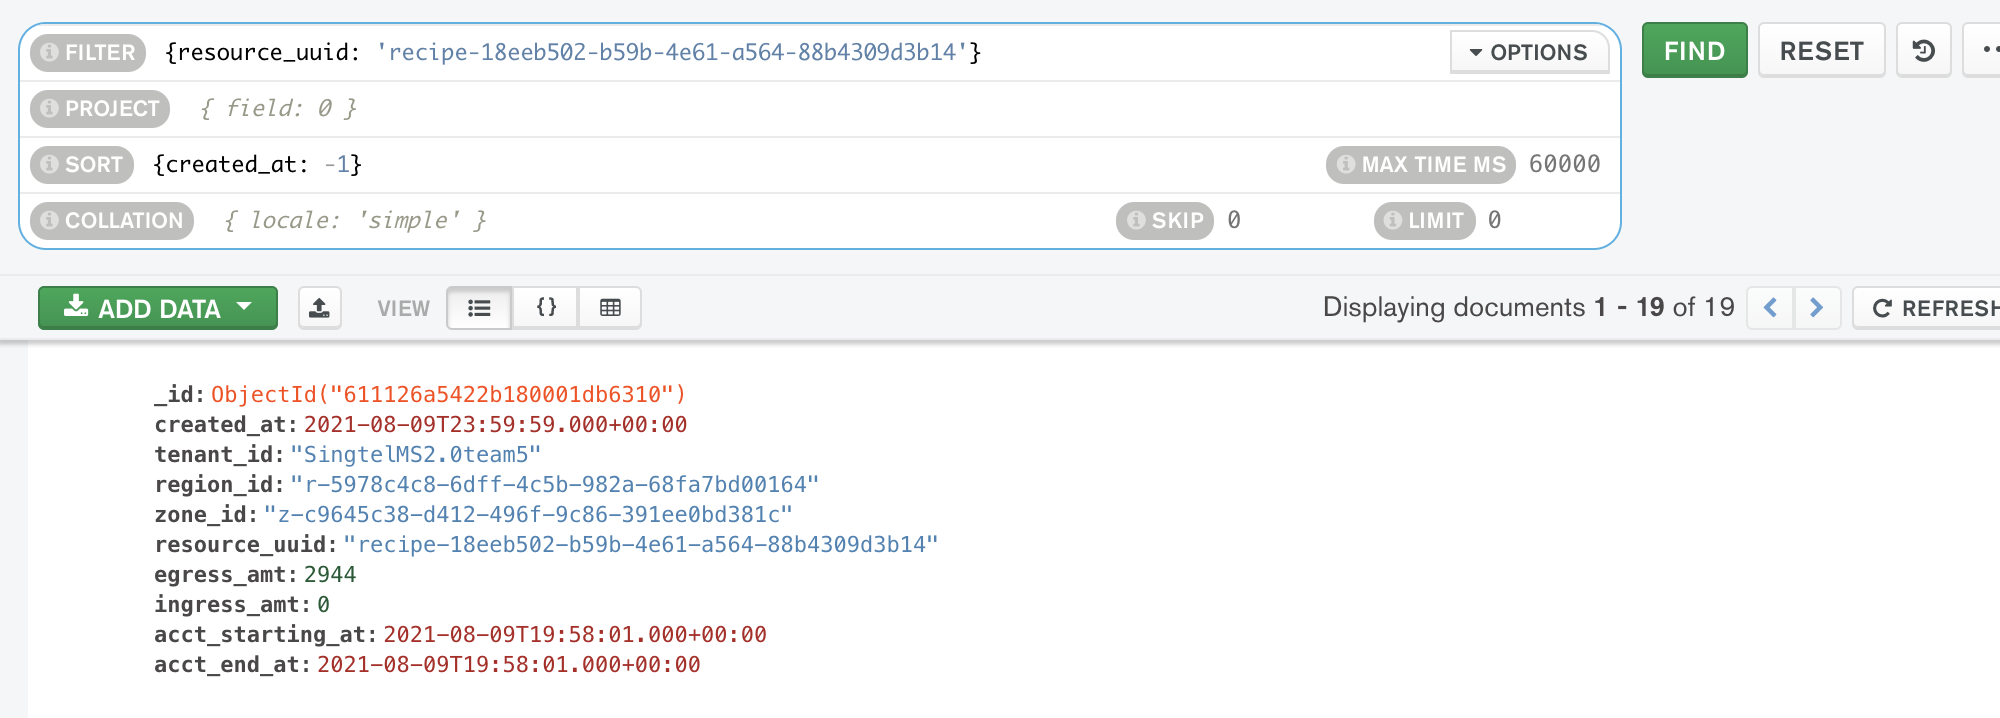 FILTER {resource_uuid: 'recipe-18eeb502-b59b-4e61-a564-88b4309d3b14'} OPTIONS FIND RESET
PROJECT { field: 0 }
SORT {created_at: -1} MAX TIME MS 60000
COLLATION { locale: 'simple' } SKIP 0 LIMIT 0
ADD DATA VIEW {} Displaying documents 1 - 19 of 19 REFRESH
_id: ObjectId("611126a5422b180001db6310")
created_at: 2021-08-09T23:59:59.000+00:00
tenant_id: "SingtelMS2.0team5"
region_id: "r-5978c4c8-6dff-4c5b-982a-68fa7bd00164"
zone_id: "z-c9645c38-d412-496f-9c86-391ee0bd381c"
resource_uuid: "recipe-18eeb502-b59b-4e61-a564-88b4309d3b14"
egress_amt: 2944
ingress_amt: 0
acct_starting_at: 2021-08-09T19:58:01.000+00:00
acct_end_at: 2021-08-09T19:58:01.000+00:00